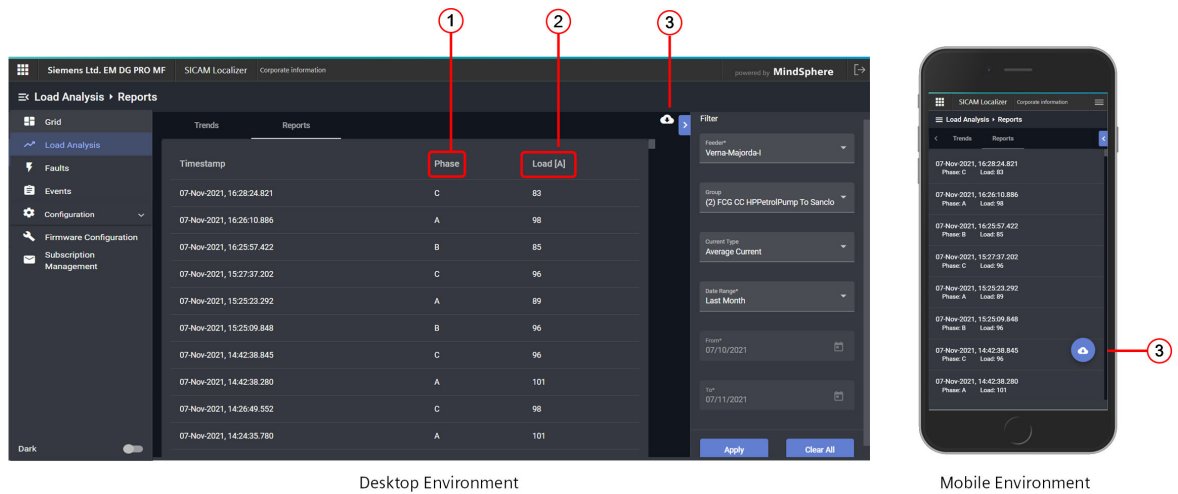 1
2
3
Siemens Ltd. EM DG PRO MF SICAM Localizer Corporate information powered by MindSphere
Load Analysis ▸ Reports
Grid
Load Analysis
Faults
Events
Configuration
Firmware Configuration
Subscription
Management
Dark
Trends Reports
Timestamp Phase Load [A]
07-Nov-2021, 16:28:24.821 C 83
07-Nov-2021, 16:26:10.886 A 98
07-Nov-2021, 16:25:57.422 B 85
07-Nov-2021, 15:27:37.202 C 96
07-Nov-2021, 15:25:23.292 A 89
07-Nov-2021, 15:25:09.848 B 96
07-Nov-2021, 14:42:38.845 C 96
07-Nov-2021, 14:42:38.280 A 101
07-Nov-2021, 14:26:49.552 C 98
07-Nov-2021, 14:24:35.780 A 101
Filter
Feeder*
Verna-Majorda-I
Group
(2) FCG CC HPPetrolPump To Sanclo
Current Type
Average Current
Date Range*
Last Month
From*
07/10/2021
To*
07/11/2021
Apply Clear All
Desktop Environment
SICAM Localizer Corporate information
Load Analysis ▸ Reports
Trends Reports
07-Nov-2021, 16:28:24.821
Phase: C Load: 83
07-Nov-2021, 16:26:10.886
Phase: A Load: 98
07-Nov-2021, 16:25:57.422
Phase: B Load: 85
07-Nov-2021, 15:27:37.202
Phase: C Load: 96
07-Nov-2021, 15:25:23.292
Phase: A Load: 89
07-Nov-2021, 15:25:09.848
Phase: B Load: 96
07-Nov-2021, 14:42:38.845
Phase: C Load: 96
07-Nov-2021, 14:42:38.280
Phase: A Load: 101
3
Mobile Environment